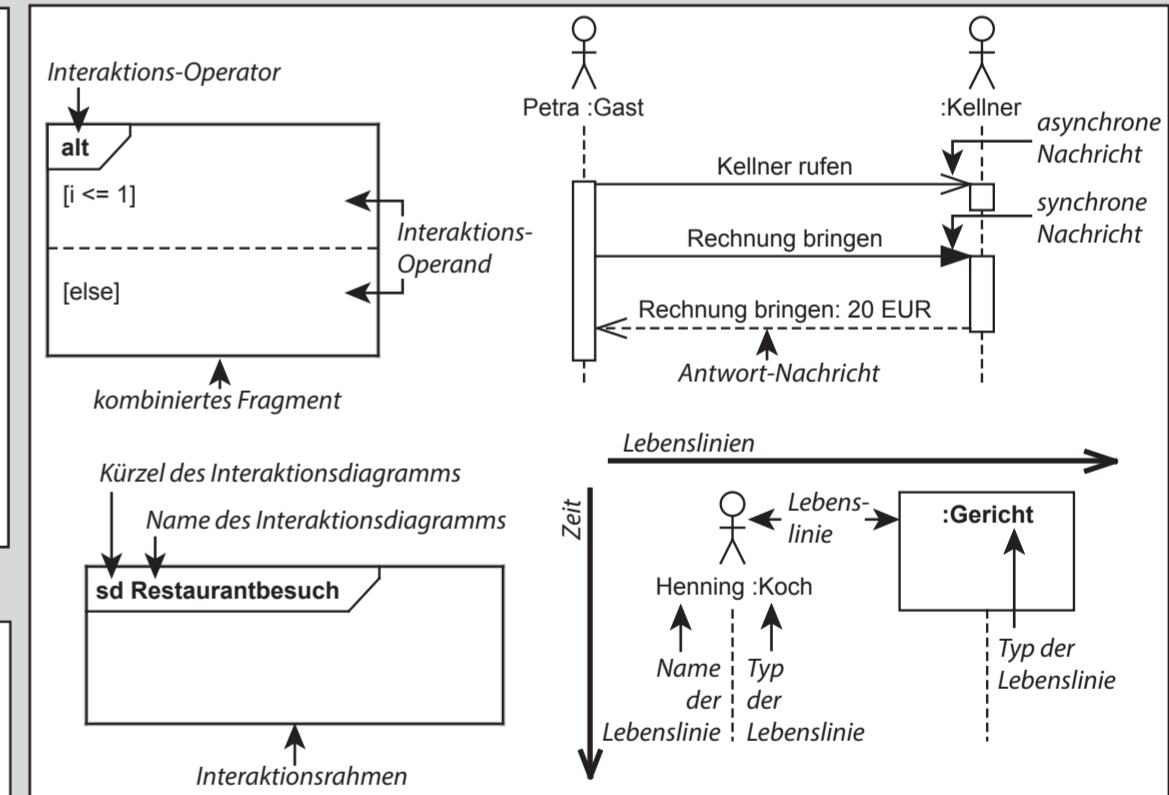 Interaktions-Operator
alt
[i <= 1]
Interaktions-
Operand
[else]
kombiniertes Fragment
Petra :Gast
:Kellner
asynchrone
Nachricht
Kellner rufen
synchrone
Nachricht
Rechnung bringen
Rechnung bringen: 20 EUR
Antwort-Nachricht
Kürzel des Interaktionsdiagramms
Name des Interaktionsdiagramms
sd Restaurantbesuch
Interaktionsrahmen
Lebenslinien
Zeit
Lebens-
linie
:Gericht
Henning :Koch
Name
der
Lebenslinie
Typ
der
Lebenslinie
Typ der
Lebenslinie